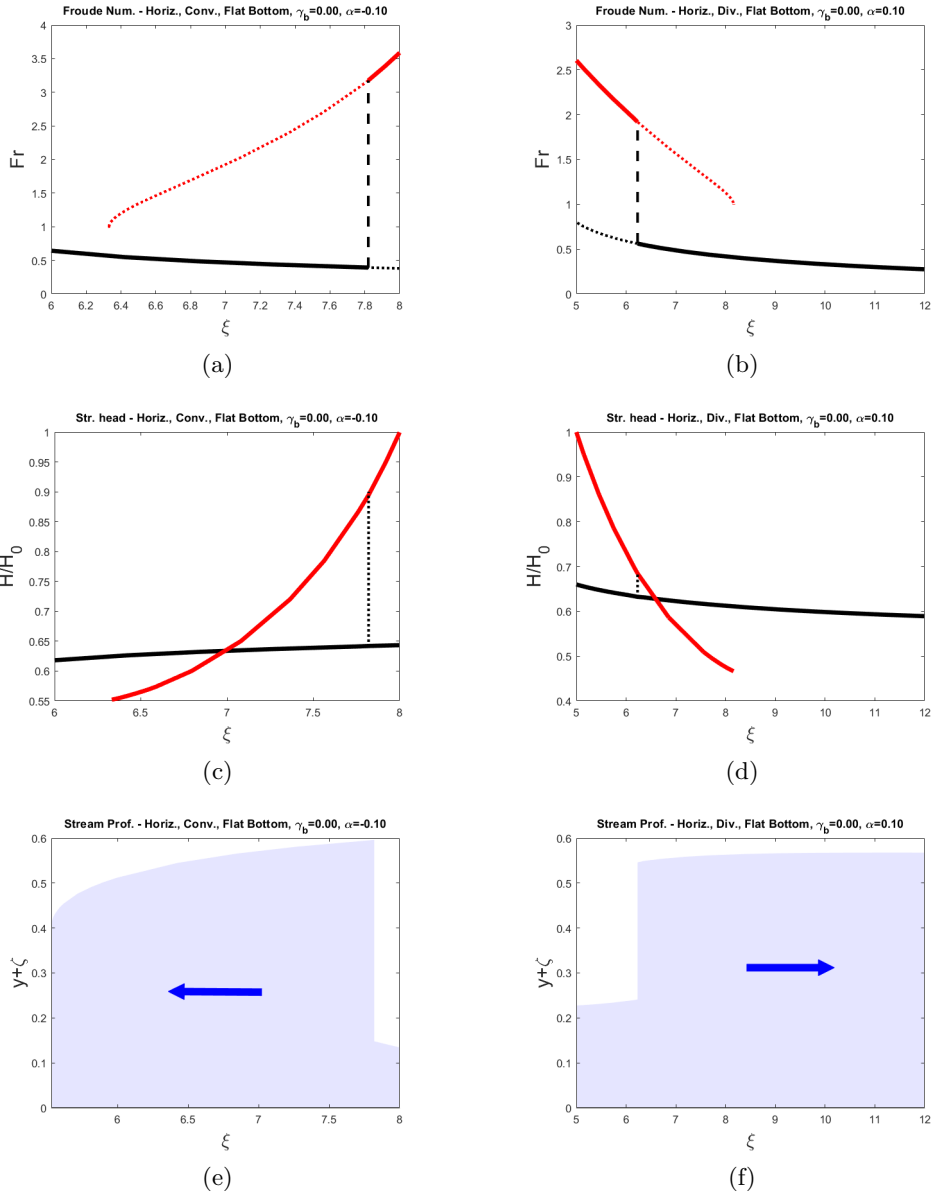 Froude Num. - Horiz., Conv., Flat Bottom, γb=0.00, α=-0.10
Fr
4
3.5
3
2.5
2
1.5
1
0.5
0
6 6.2 6.4 6.6 6.8 7 7.2 7.4 7.6 7.8 8
ξ
(a)
Froude Num. - Horiz., Div., Flat Bottom, γb=0.00, α=0.10
Fr
3
2.5
2
1.5
1
0.5
0
5 6 7 8 9 10 11 12
ξ
(b)
Str. head - Horiz., Conv., Flat Bottom, γb=0.00, α=-0.10
H/H0
1
0.95
0.9
0.85
0.8
0.75
0.7
0.65
0.6
0.55
6 6.5 7 7.5 8
ξ
(c)
Str. head - Horiz., Div., Flat Bottom, γb=0.00, α=0.10
H/H0
1
0.9
0.8
0.7
0.6
0.5
0.4
5 6 7 8 9 10 11 12
ξ
(d)
Stream Prof. - Horiz., Conv., Flat Bottom, γb=0.00, α=-0.10
y+ζ
0.6
0.5
0.4
0.3
0.2
0.1
0
6 6.5 7 7.5 8
ξ
(e)
Stream Prof. - Horiz., Div., Flat Bottom, γb=0.00, α=0.10
y+ζ
0.6
0.5
0.4
0.3
0.2
0.1
0
5 6 7 8 9 10 11 12
ξ
(f)